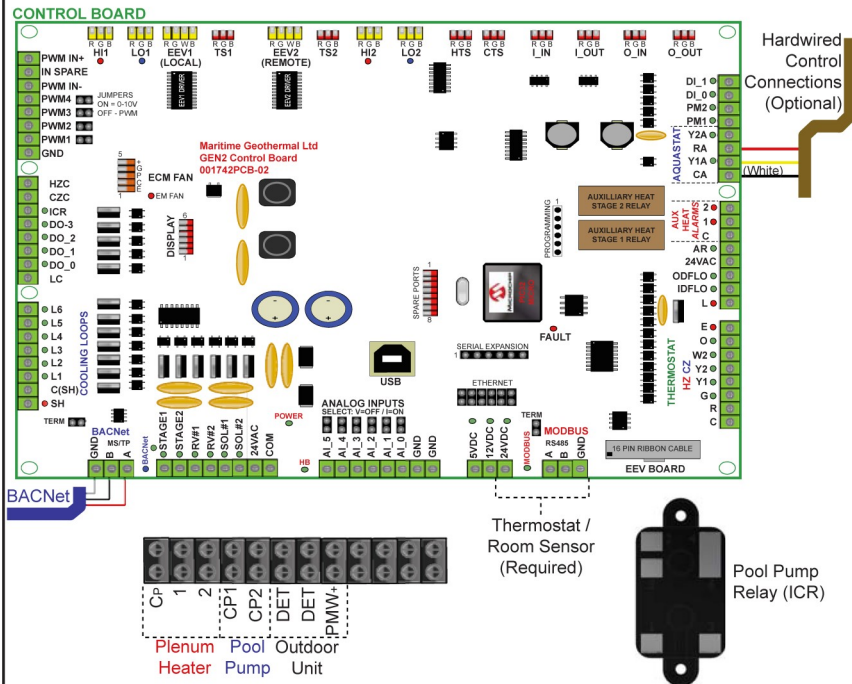 CONTROL BOARD
R G B
HI1
R G B
LO1
R G W B
EEV1
(LOCAL)
R G B
TS1
R G W B
EEV2
(REMOTE)
R G B
TS2
R G B
HI2
R G B
LO2
R G B
HTS
R G B
CTS
R G B
I_IN
R G B
I_OUT
R G B
O_IN
R G B
O_OUT
EEV1 DRIVER
EEV2 DRIVER
PWM IN+
IN SPARE
PWM IN-
PWM4
PWM3
PWM2
PWM1
GND
JUMPERS
ON = 0-10V
OFF - PWM
Maritime Geothermal Ltd
GEN2 Control Board
001742PCB-02
5
1
ECM FAN
EM FAN
HZC
CZC
ICR
DO-3
DO_2
DO_1
DO_0
LC
DISPLAY
6
1
L6
L5
L4
L3
L2
L1
C(SH)
SH
COOLING LOOPS
TERM
BACNet
MS/TP
GND
B
A
BACNet
STAGE1
STAGE2
RV#1
RV#2
SOL#1
SOL#2
24VAC
COM
POWER
HB
USB
ANALOG INPUTS
SELECT: V=OFF / I=ON
AI_5
AI_4
AI_3
AI_2
AI_1
AI_0
GND
GND
SPARE PORTS
1
8
PROGRAMMING
1
MICROCHIP
FAULT
SERIAL EXPANSION
1
ETHERNET
5VDC
12VDC
24VDC
MODBUS
TERM
MODBUS
RS485
A
B
GND
16 PIN RIBBON CABLE
EEV BOARD
AUXILLIARY HEAT
STAGE 2 RELAY
AUXILLIARY HEAT
STAGE 1 RELAY
DI_1
DI_0
PM2
PM1
Y2A
RA
Y1A
CA
AQUASTAT
(White)
2
1
C
AUX
HEAT
ALARMS
AR
24VAC
ODFLO
IDFLO
L
E
O
W2
Y2
Y1
G
R
C
THERMOSTAT
HZ CZ
Hardwired
Control
Connections
(Optional)
BACNet
Thermostat /
Room Sensor
(Required)
CP
1
2
CP1
CP2
DET
DET
PMW+
Plenum
Heater
Pool
Pump
Outdoor
Unit
Pool Pump
Relay (ICR)